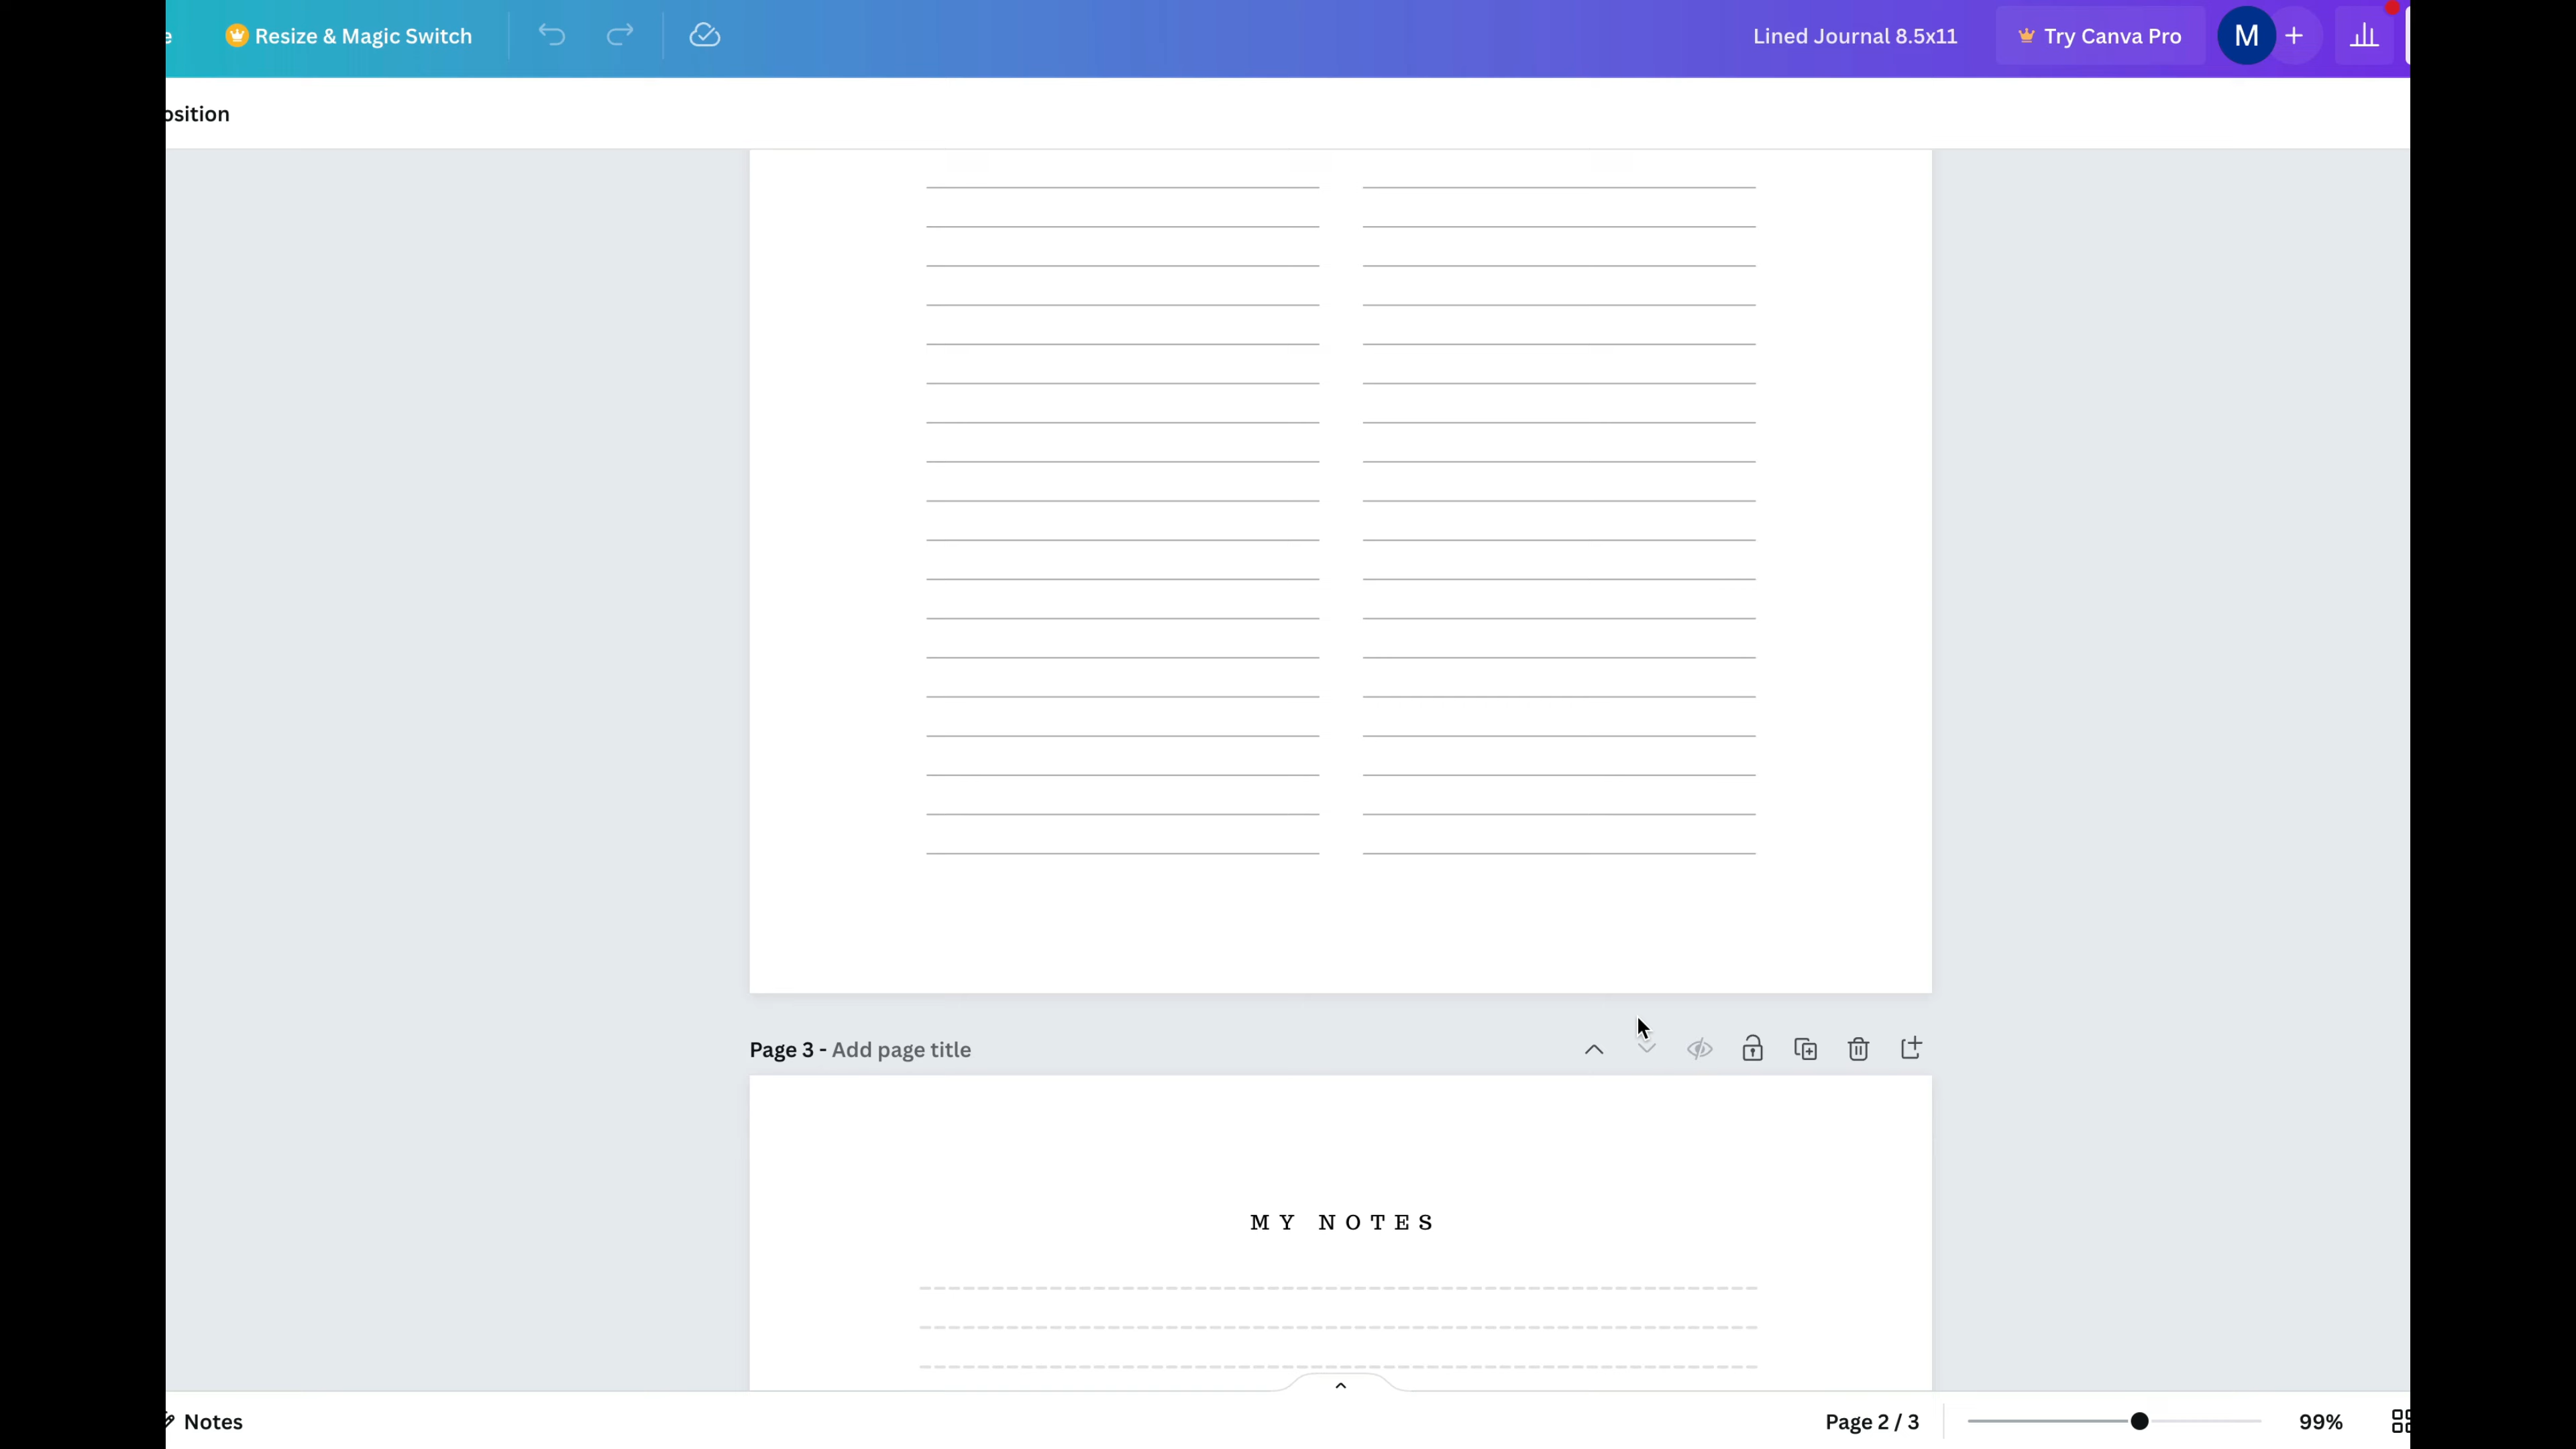 e Resize & Magic Switch Lined Journal 8.5x11 Try Canva Pro M +
osition
Page 3 - Add page title
MY NOTES
Notes Page 2 / 3 99%